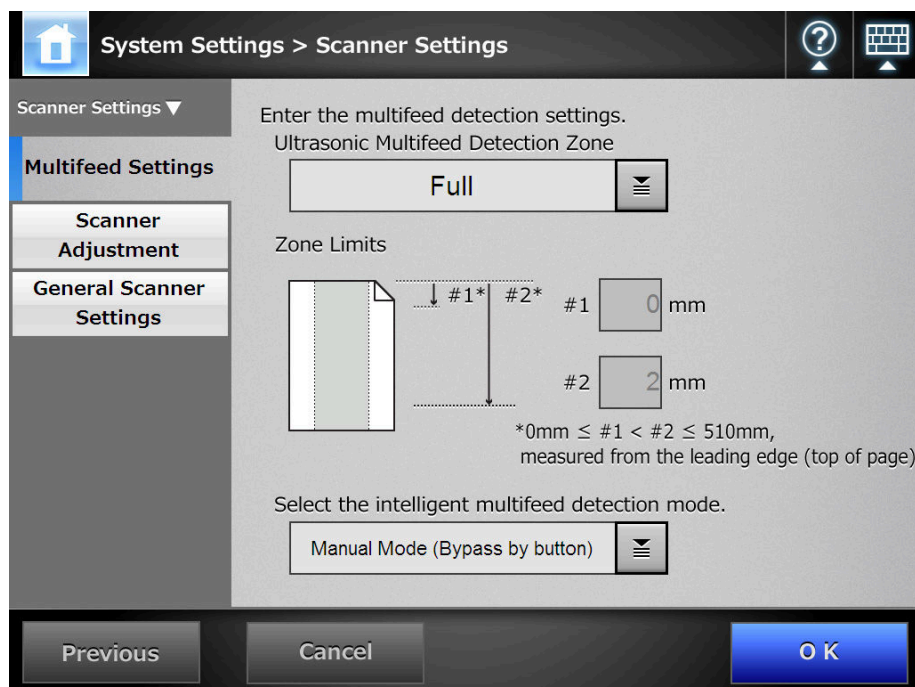 System Settings > Scanner Settings
?
Scanner Settings ▼
Multifeed Settings
Scanner
Adjustment
General Scanner
Settings
Enter the multifeed detection settings.
Ultrasonic Multifeed Detection Zone
Full
Zone Limits
#1* #2*
#1 0 mm
#2 2 mm
*0mm ≤ #1 < #2 ≤ 510mm,
measured from the leading edge (top of page)
Select the intelligent multifeed detection mode.
Manual Mode (Bypass by button)
Previous
Cancel
OK